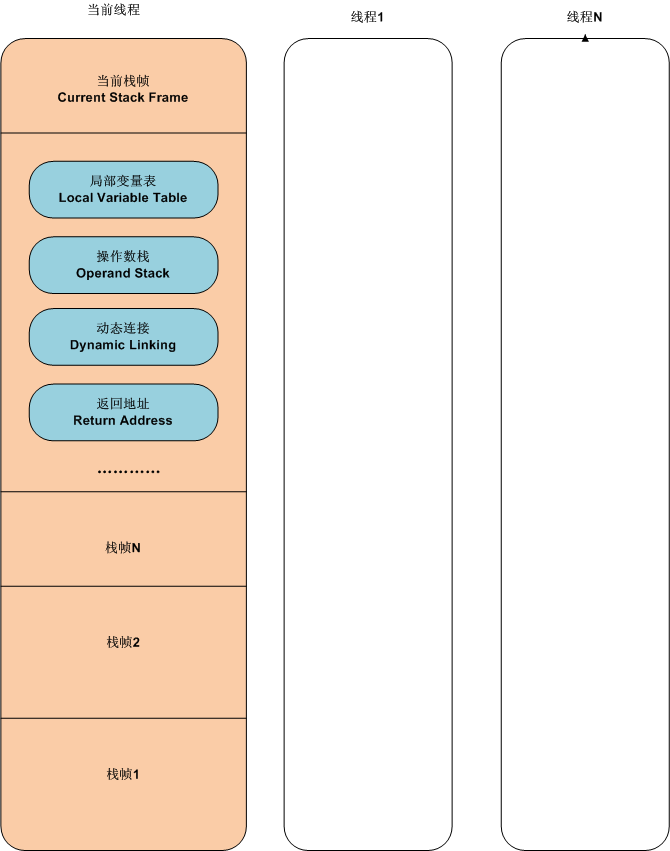 当前线程
线程1
线程N
当前栈帧
Current Stack Frame
局部变量表
Local Variable Table
操作数栈
Operand Stack
动态连接
Dynamic Linking
返回地址
Return Address
…………
栈帧N
栈帧2
栈帧1